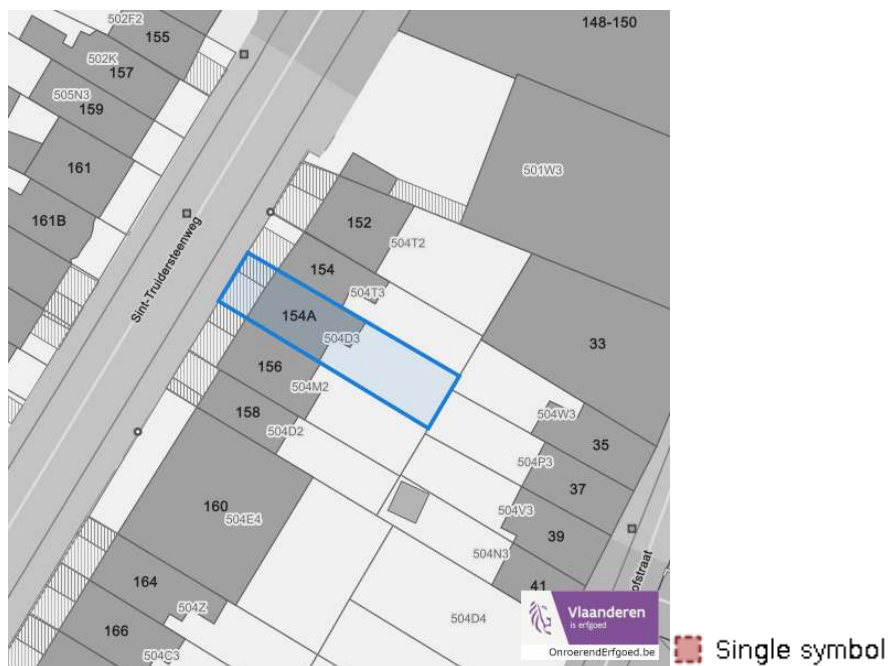 502F2
155
148-150
502K
157
505N3
159
161
501W3
161B
152
504T2
Sint-Truidersteenweg
154
504T3
154A
504D3
33
156
504M2
504W3
35
158
504D2
504P3
37
160
504E4
504V3
39
504N3
41
ofstraat
164
504Z
504D4
166
504C3
Vlaanderen
is erfgoed
OnroerendErfgoed.be
Single symbol